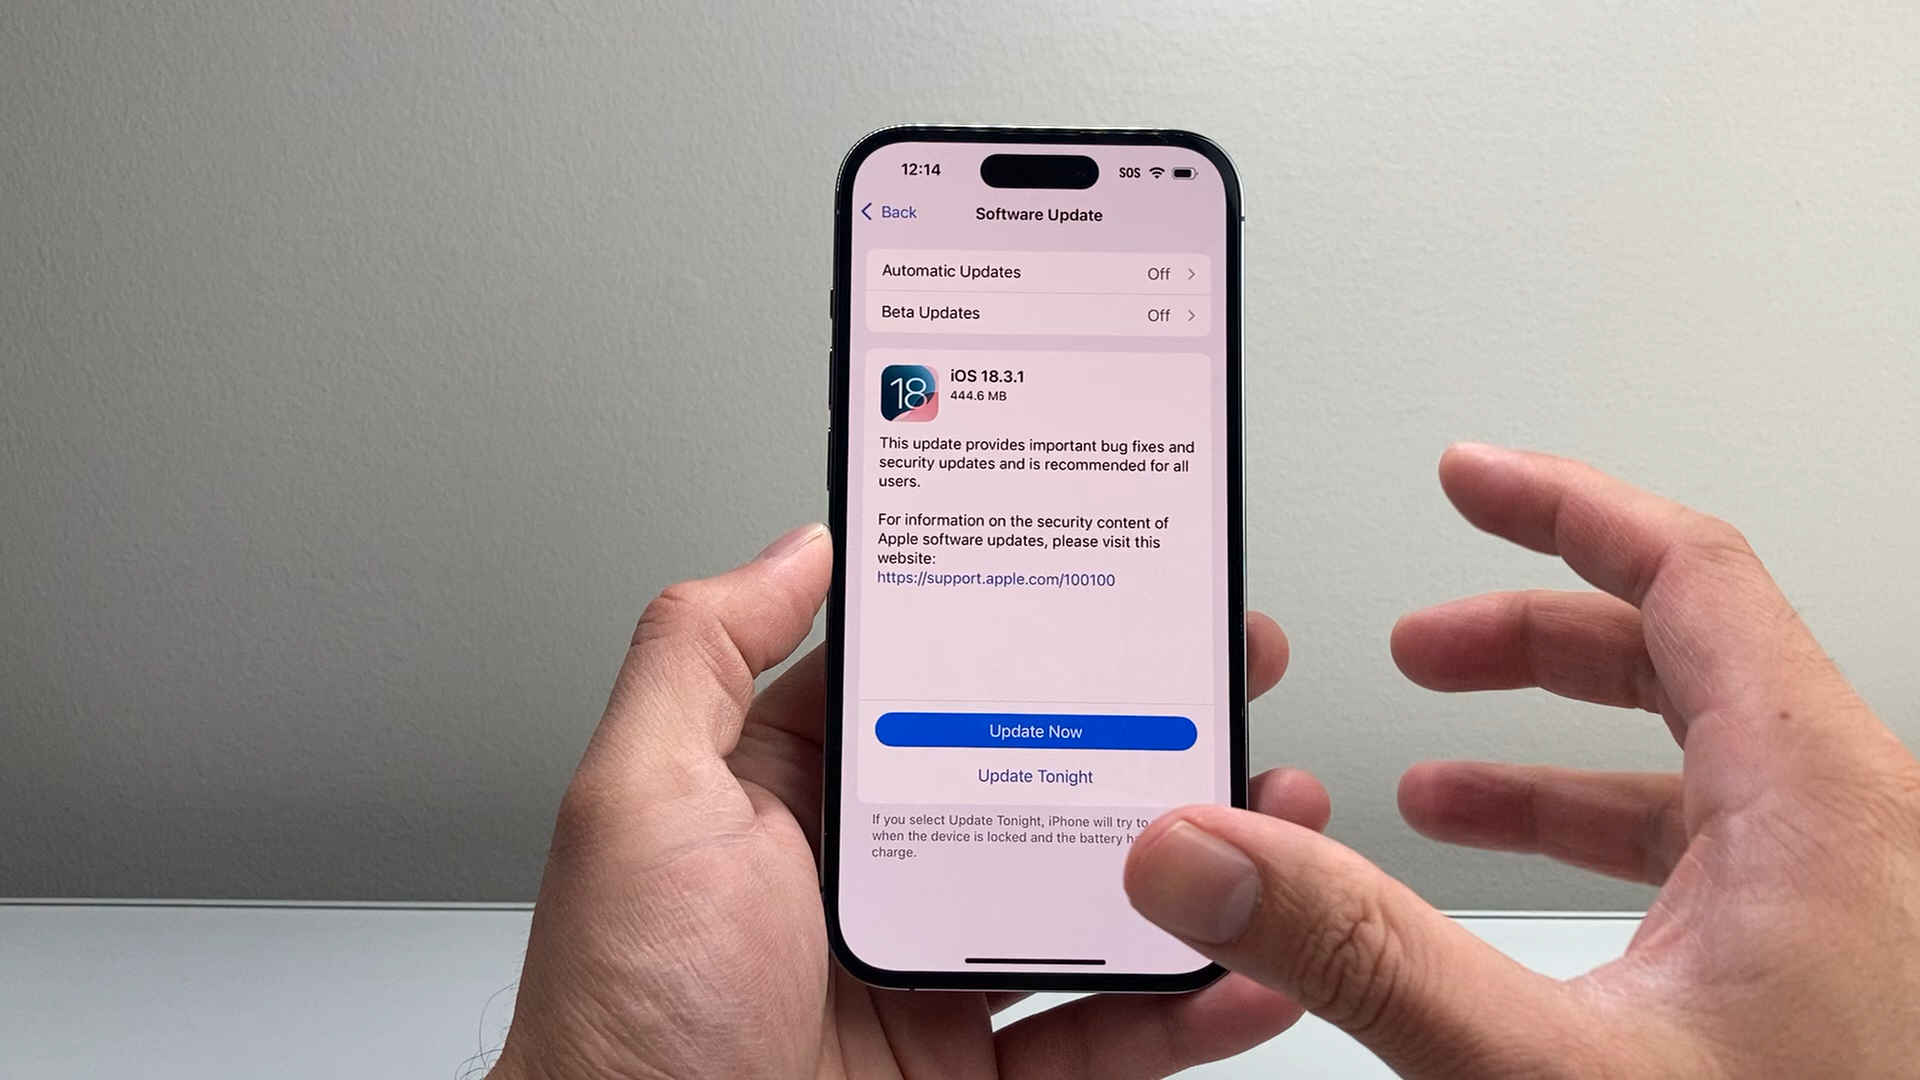 12:14 SOS
Back Software Update
Automatic Updates Off
Beta Updates Off
18 iOS 18.3.1
444.6 MB
This update provides important bug fixes and
security updates and is recommended for all
users.
For information on the security content of
Apple software updates, please visit this
website:
https://support.apple.com/100100
Update Now
Update Tonight
If you select Update Tonight, iPhone will try to
when the device is locked and the battery
charge.